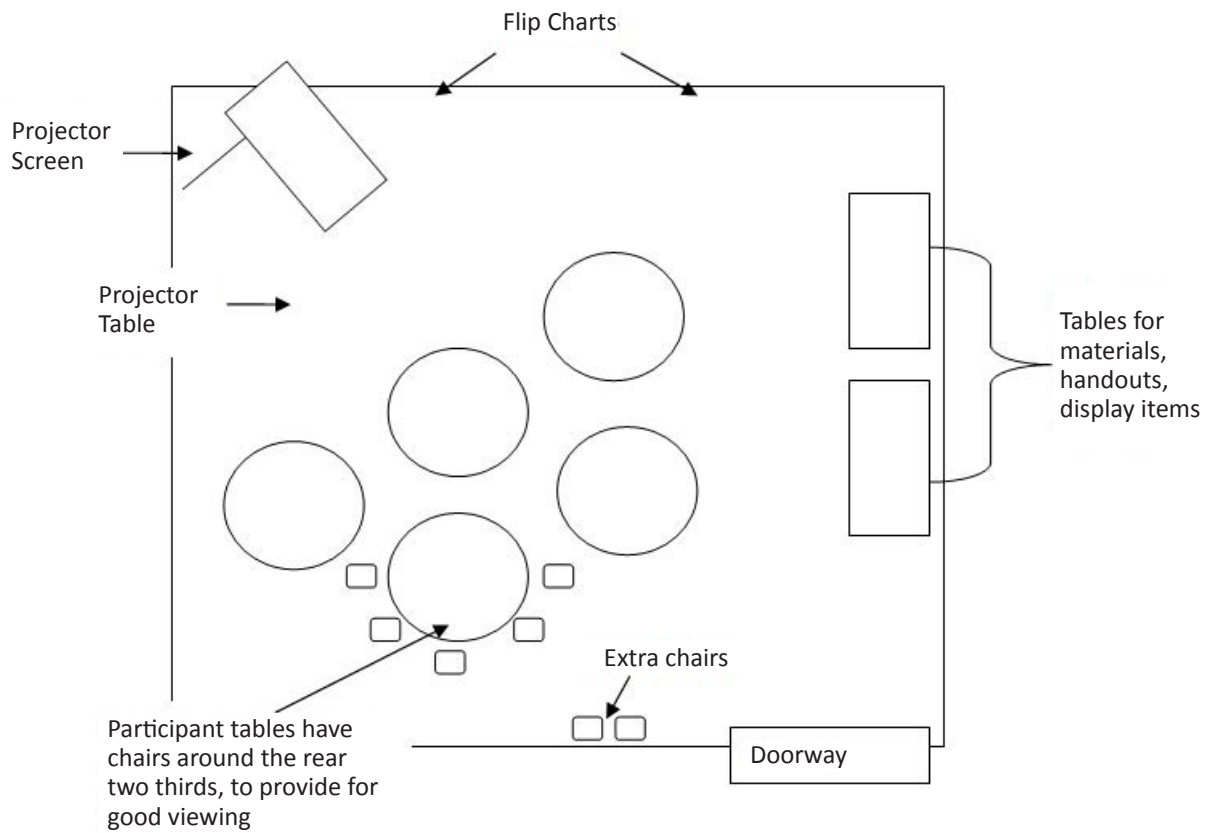 Flip Charts
Projector
Screen
Projector
Table
Tables for
materials,
handouts,
display items
Extra chairs
Participant tables have
chairs around the rear
two thirds, to provide for
good viewing
Doorway